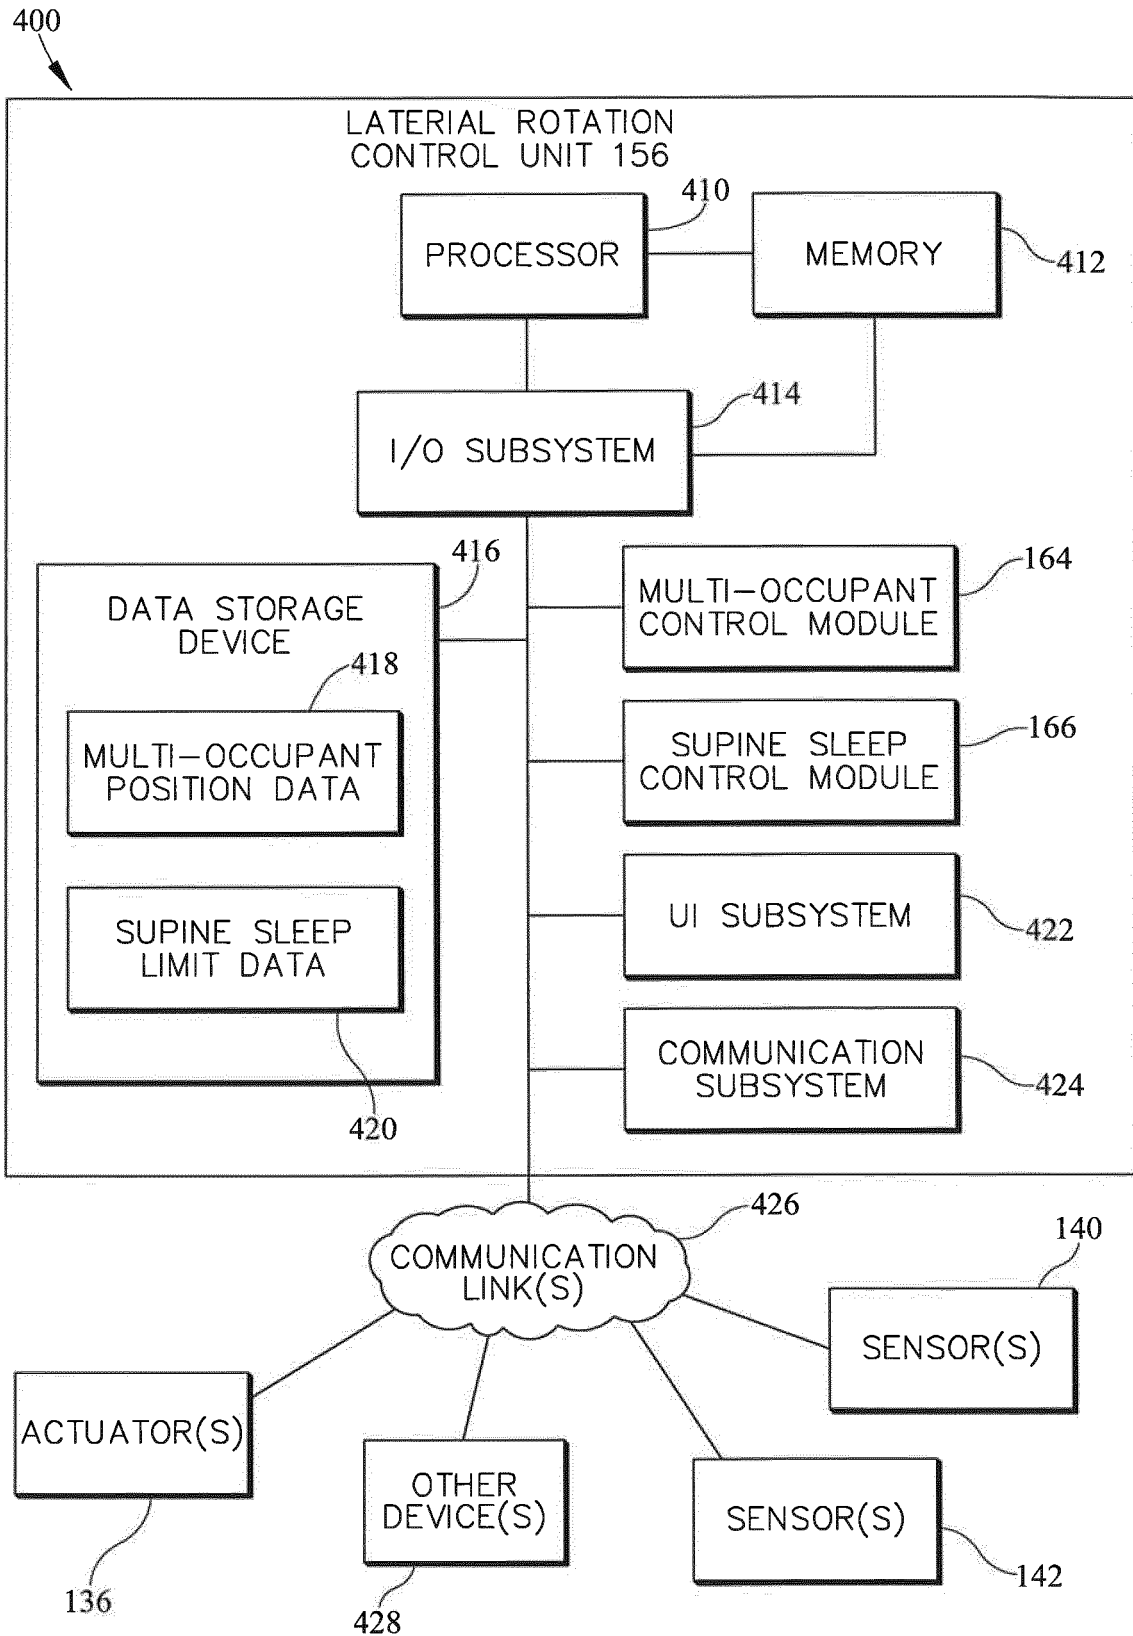 400
LATERIAL ROTATION
CONTROL UNIT 156
410
PROCESSOR
MEMORY
412
414
I/O SUBSYSTEM
416
DATA STORAGE
DEVICE
164
MULTI-OCCUPANT
CONTROL MODULE
418
MULTI-OCCUPANT
POSITION DATA
166
SUPINE SLEEP
CONTROL MODULE
SUPINE SLEEP
LIMIT DATA
420
UI SUBSYSTEM
422
COMMUNICATION
SUBSYSTEM
424
426
COMMUNICATION
LINK(S)
140
SENSOR(S)
ACTUATOR(S)
136
OTHER
DEVICE(S)
428
SENSOR(S)
142